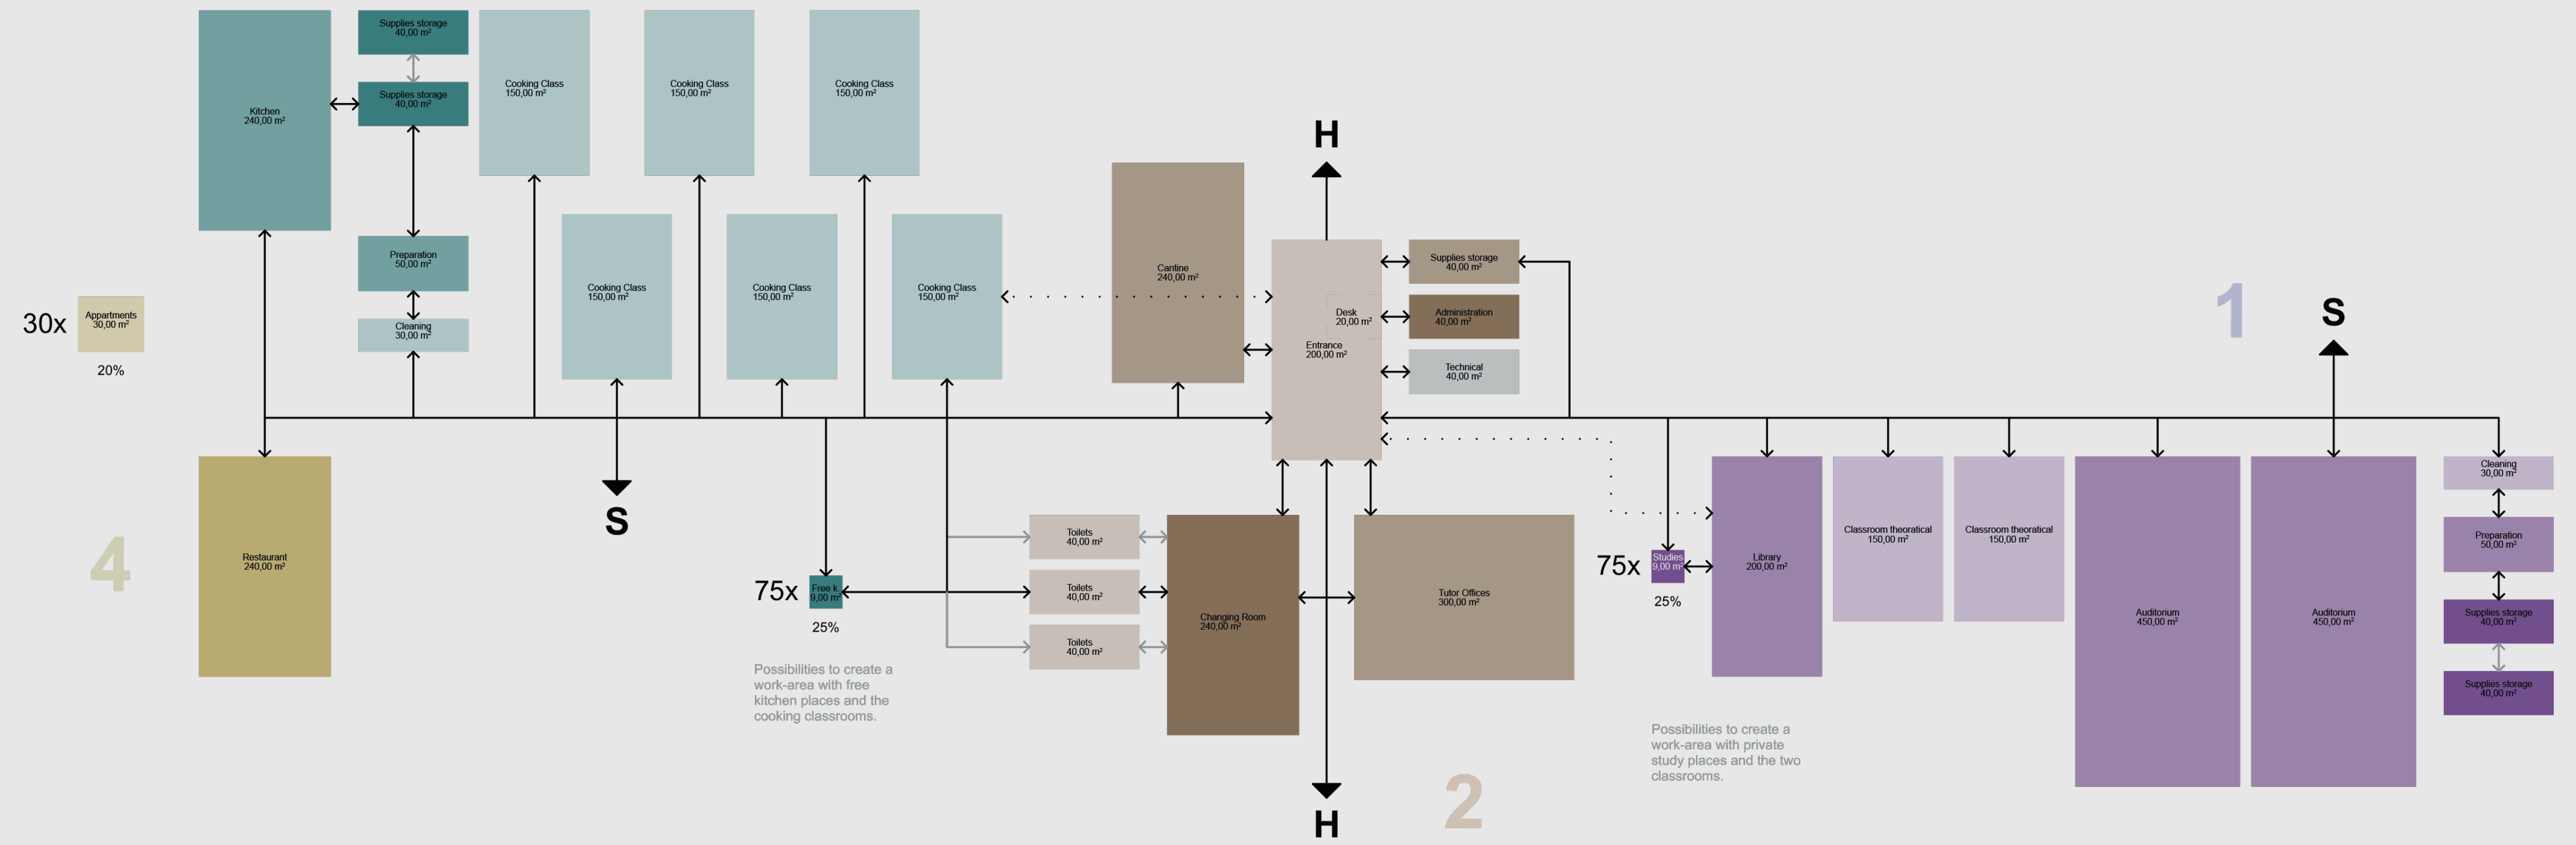 Supplies storage
40,00 m²
Kitchen
240,00 m²
Supplies storage
40,00 m²
Cooking Class
150,00 m²
Cooking Class
150,00 m²
Cooking Class
150,00 m²
Preparation
50,00 m²
Cleaning
30,00 m²
Cooking Class
150,00 m²
Cooking Class
150,00 m²
Cooking Class
150,00 m²
30x
Appartments
30,00 m²
20%
4
Restaurant
240,00 m²
S
75x
Free k.
9,00 m²
25%
Possibilities to create a
work-area with free
kitchen places and the
cooking classrooms.
H
Cantine
240,00 m²
Desk
20,00 m²
Entrance
200,00 m²
Supplies storage
40,00 m²
Administration
40,00 m²
Technical
40,00 m²
Toilets
40,00 m²
Toilets
40,00 m²
Toilets
40,00 m²
Changing Room
240,00 m²
Tutor Offices
300,00 m²
H
2
1
S
75x
Studies
9,00 m²
25%
Library
200,00 m²
Possibilities to create a
work-area with private
study places and the two
classrooms.
Classroom theoratical
150,00 m²
Classroom theoratical
150,00 m²
Auditorium
450,00 m²
Auditorium
450,00 m²
Cleaning
30,00 m²
Preparation
50,00 m²
Supplies storage
40,00 m²
Supplies storage
40,00 m²